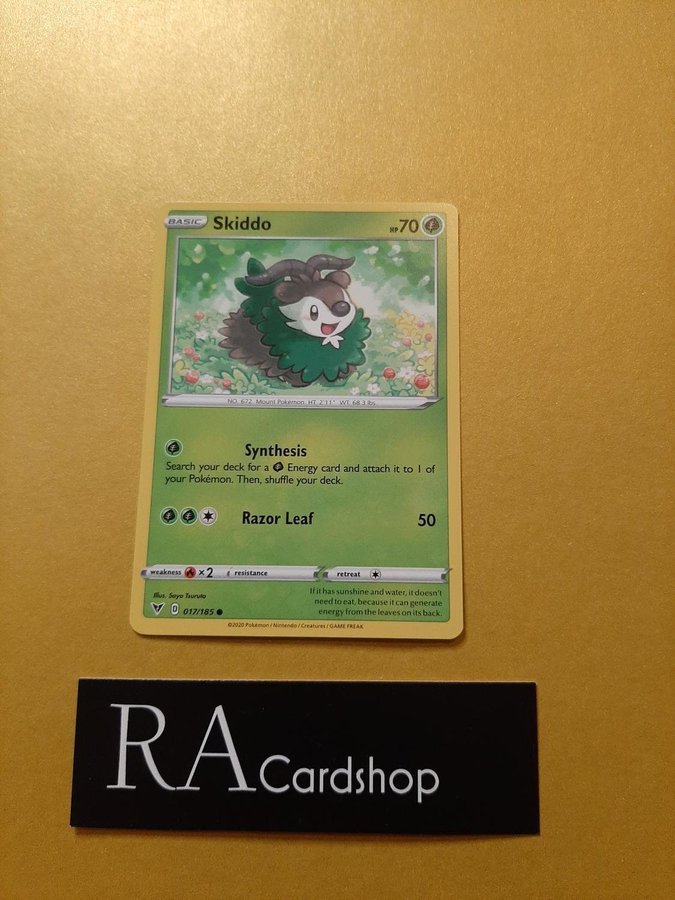 BASIC Skiddo HP 70
NO. 672 Mount Pokémon HT. 2'11" WT. 68.3 lbs.
Synthesis
Search your deck for a Energy card and attach it to 1 of
your Pokémon. Then, shuffle your deck.
Razor Leaf 50
weakness ×2 resistance retreat
Illus. Saya Tsuruta
If it has sunshine and water, it doesn't
need to eat, because it can generate
energy from the leaves on its back.
D 017/185
©2020 Pokémon / Nintendo / Creatures / GAME FREAK
RA Cardshop